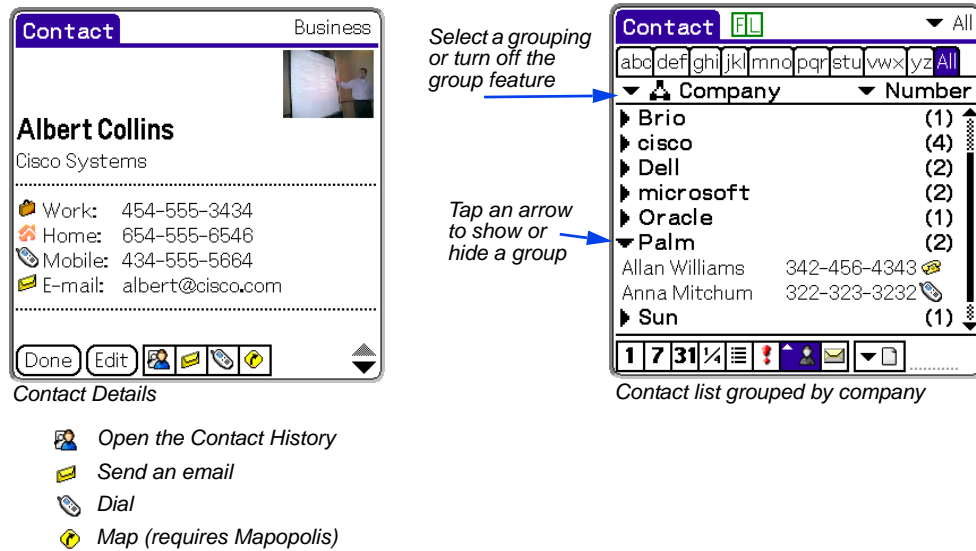 Contact
Business
Albert Collins
Cisco Systems
Work: 454-555-3434
Home: 654-555-6546
Mobile: 434-555-5664
E-mail: albert@cisco.com
Done Edit
Contact Details
Open the Contact History
Send an email
Dial
Map (requires Mapopolis)
Select a grouping
or turn off the
group feature
Tap an arrow
to show or
hide a group
Contact FL All
abc def ghi jkl mno pqr stu vwx yz All
Company Number
Brio (1)
cisco (4)
Dell (2)
microsoft (2)
Oracle (1)
Palm (2)
Allan Williams 342-456-4343
Anna Mitchum 322-323-3232
Sun (1)
1 7 31 ¼
Contact list grouped by company